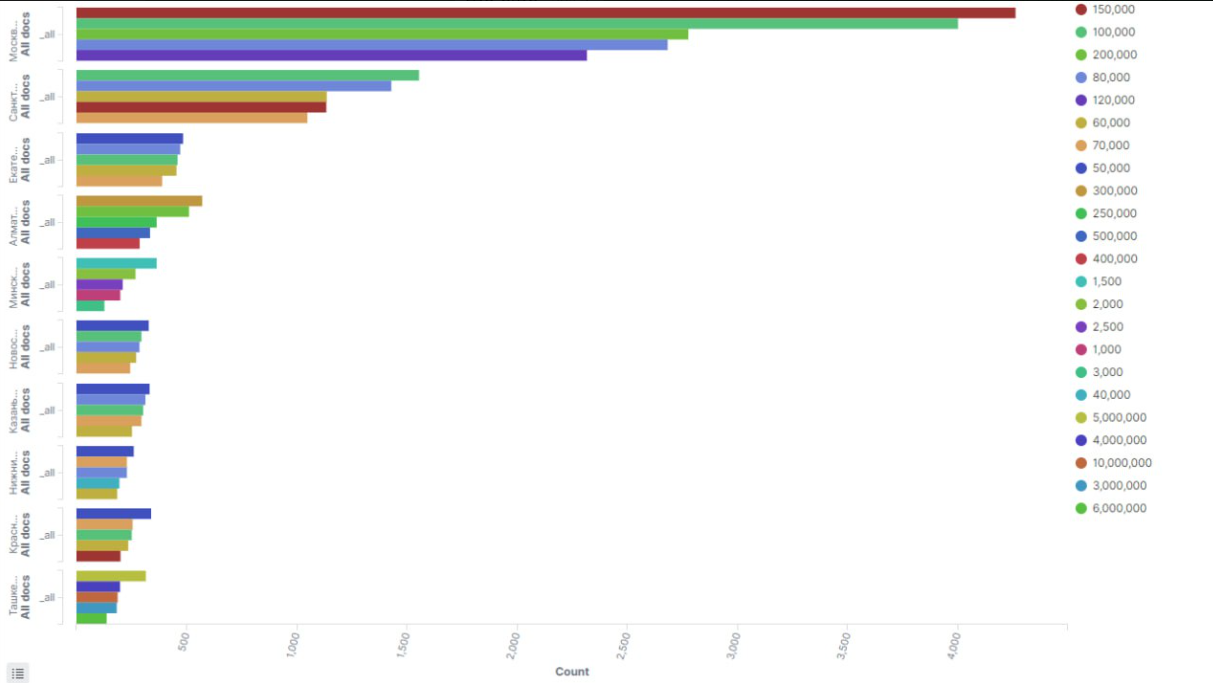 Москв...
All docs
_all
Санкт...
All docs
_all
Екате...
All docs
_all
Алмат...
All docs
_all
Минск...
All docs
_all
Новос...
All docs
_all
Казань...
All docs
_all
Нижни...
All docs
_all
Красн...
All docs
_all
Ташке...
All docs
_all
500
1,000
1,500
2,000
2,500
3,000
3,500
4,000
Count
150,000
100,000
200,000
80,000
120,000
60,000
70,000
50,000
300,000
250,000
500,000
400,000
1,500
2,000
2,500
1,000
3,000
40,000
5,000,000
4,000,000
10,000,000
3,000,000
6,000,000